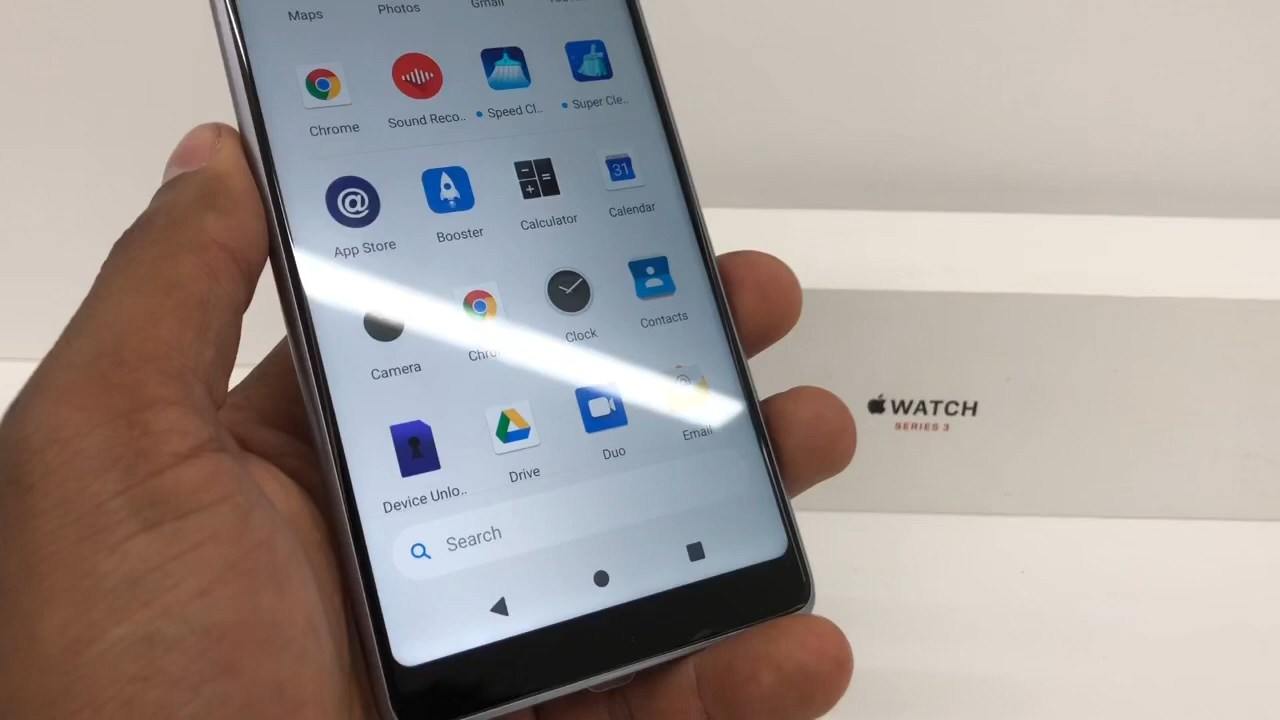 Maps Photos Gmail
Chrome Sound Reco.. Speed Cl.. Super Cle..
App Store Booster Calculator Calendar
31
Camera Chro Clock Contacts
Device Unlo.. Drive Duo Email
Search
WATCH
SERIES 3